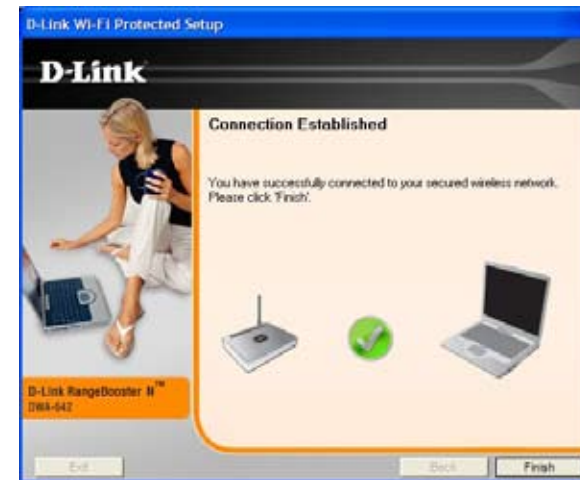 D-Link Wi-Fi Protected Setup
D-Link
Connection Established
You have successfully connected to your secured wireless network.
Please click 'Finish'.
D-Link RangeBooster N™
DWA-642
Exit
Back
Finish